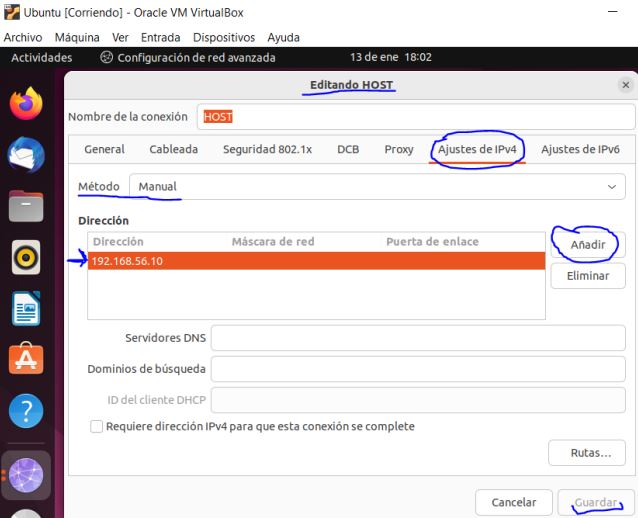 Ubuntu [Corriendo] - Oracle VM VirtualBox
Archivo Máquina Ver Entrada Dispositivos Ayuda
Actividades Configuración de red avanzada 13 de ene 18:02
Editando HOST
Nombre de la conexión HOST
General Cableada Seguridad 802.1x DCB Proxy Ajustes de IPv4 Ajustes de IPv6
Método Manual
Dirección
Dirección Máscara de red Puerta de enlace
192.168.56.10
Añadir
Eliminar
Servidores DNS
Dominios de búsqueda
ID del cliente DHCP
Requiere dirección IPv4 para que esta conexión se complete
Rutas...
Cancelar Guardar